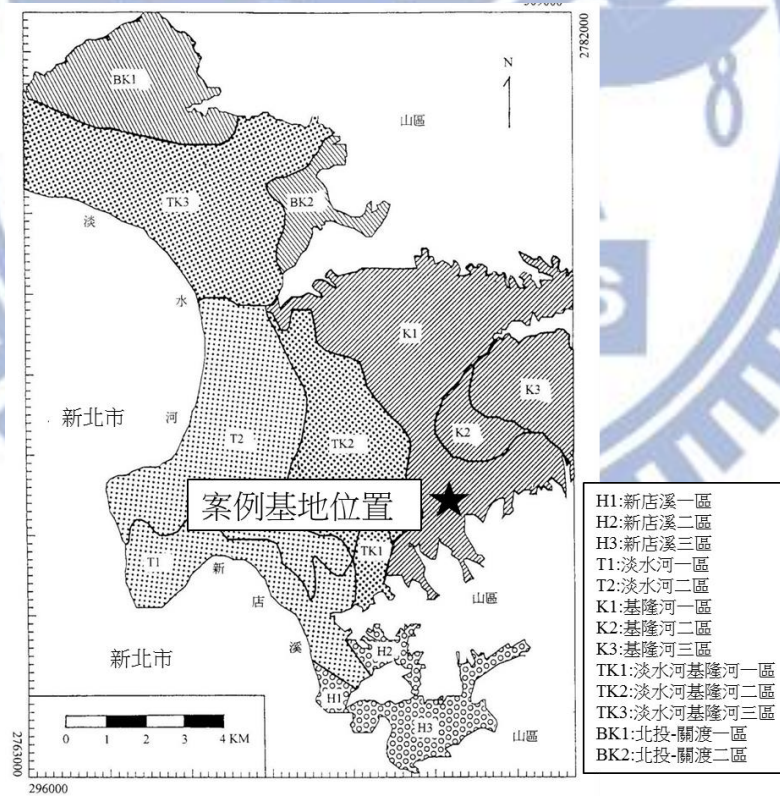 309000
2782000
BK1
N
山區
TK3
BK2
淡
水
K1
K3
新北市
河
T2
K2
TK2
案例基地位置
T1
新
TK1
店
山區
新北市
溪
H2
H1
H3
山區
0 1 2 3 4 KM
2763000
296000
H1:新店溪一區
H2:新店溪二區
H3:新店溪三區
T1:淡水河一區
T2:淡水河二區
K1:基隆河一區
K2:基隆河二區
K3:基隆河三區
TK1:淡水河基隆河一區
TK2:淡水河基隆河二區
TK3:淡水河基隆河三區
BK1:北投-關渡一區
BK2:北投-關渡二區